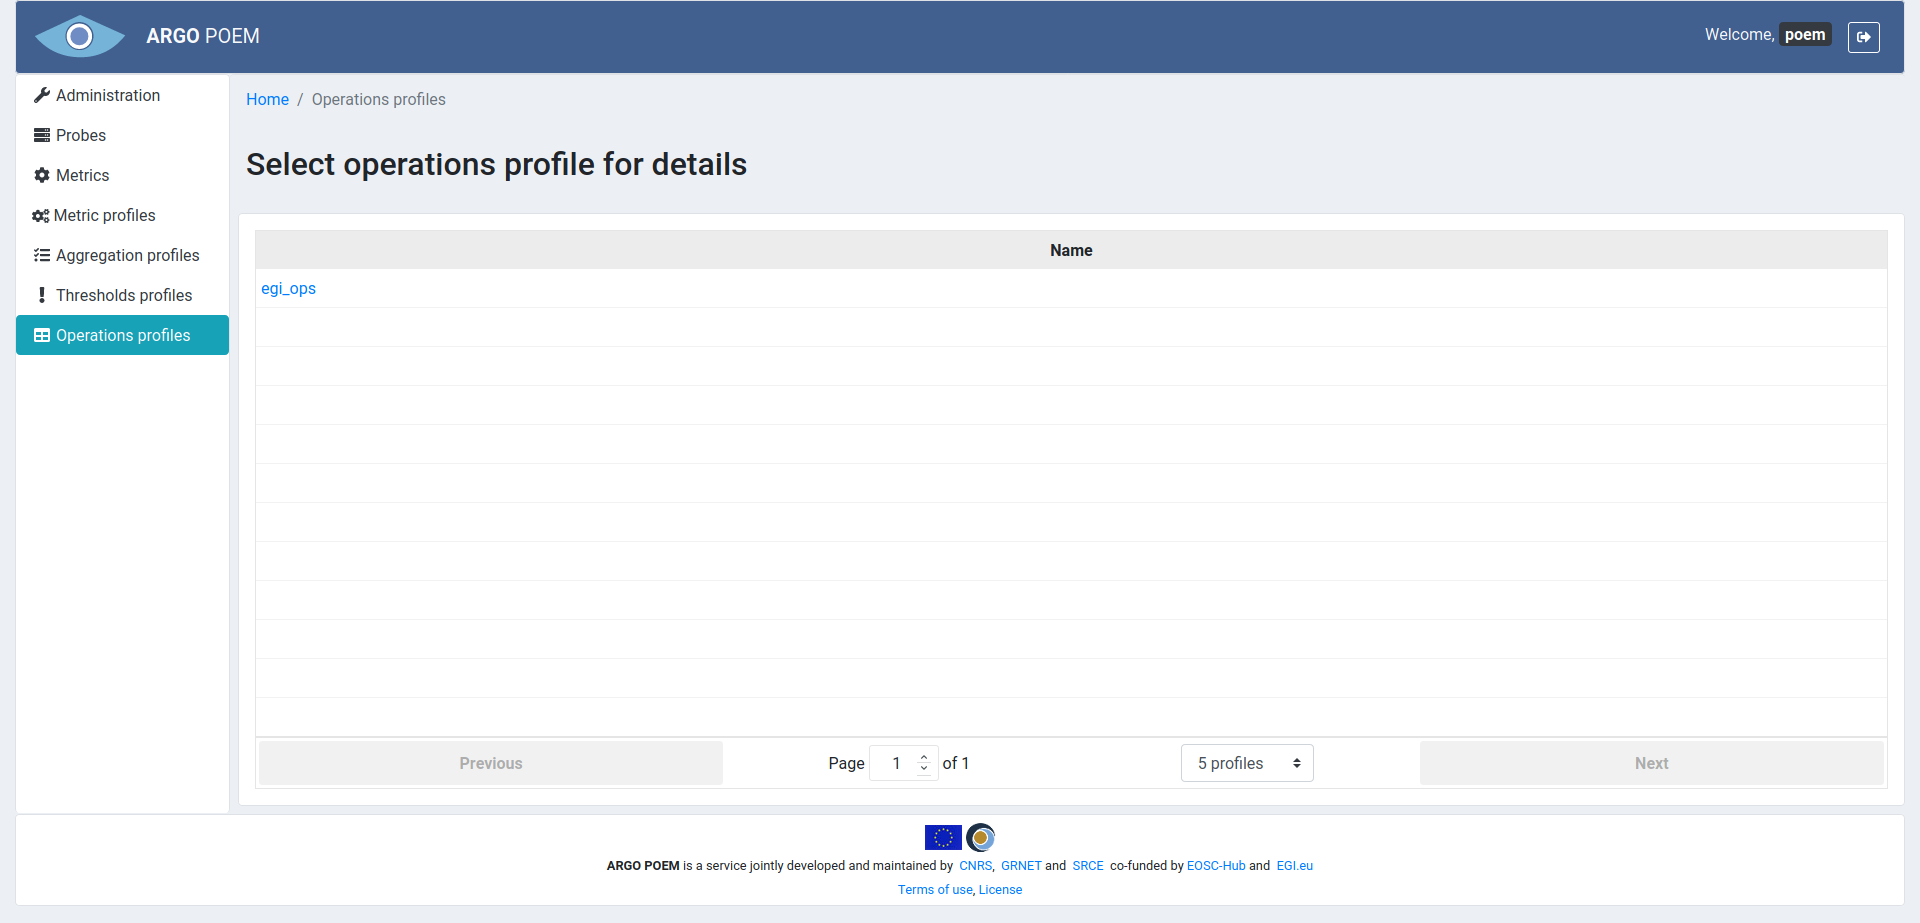 ARGO POEM
Welcome, poem
Administration
Probes
Metrics
Metric profiles
Aggregation profiles
Thresholds profiles
Operations profiles
Home / Operations profiles
Select operations profile for details
Name
egi_ops
Previous
Page 1 of 1
5 profiles
Next
ARGO POEM is a service jointly developed and maintained by CNRS, GRNET and SRCE co-funded by EOSC-Hub and EGI.eu
Terms of use, License